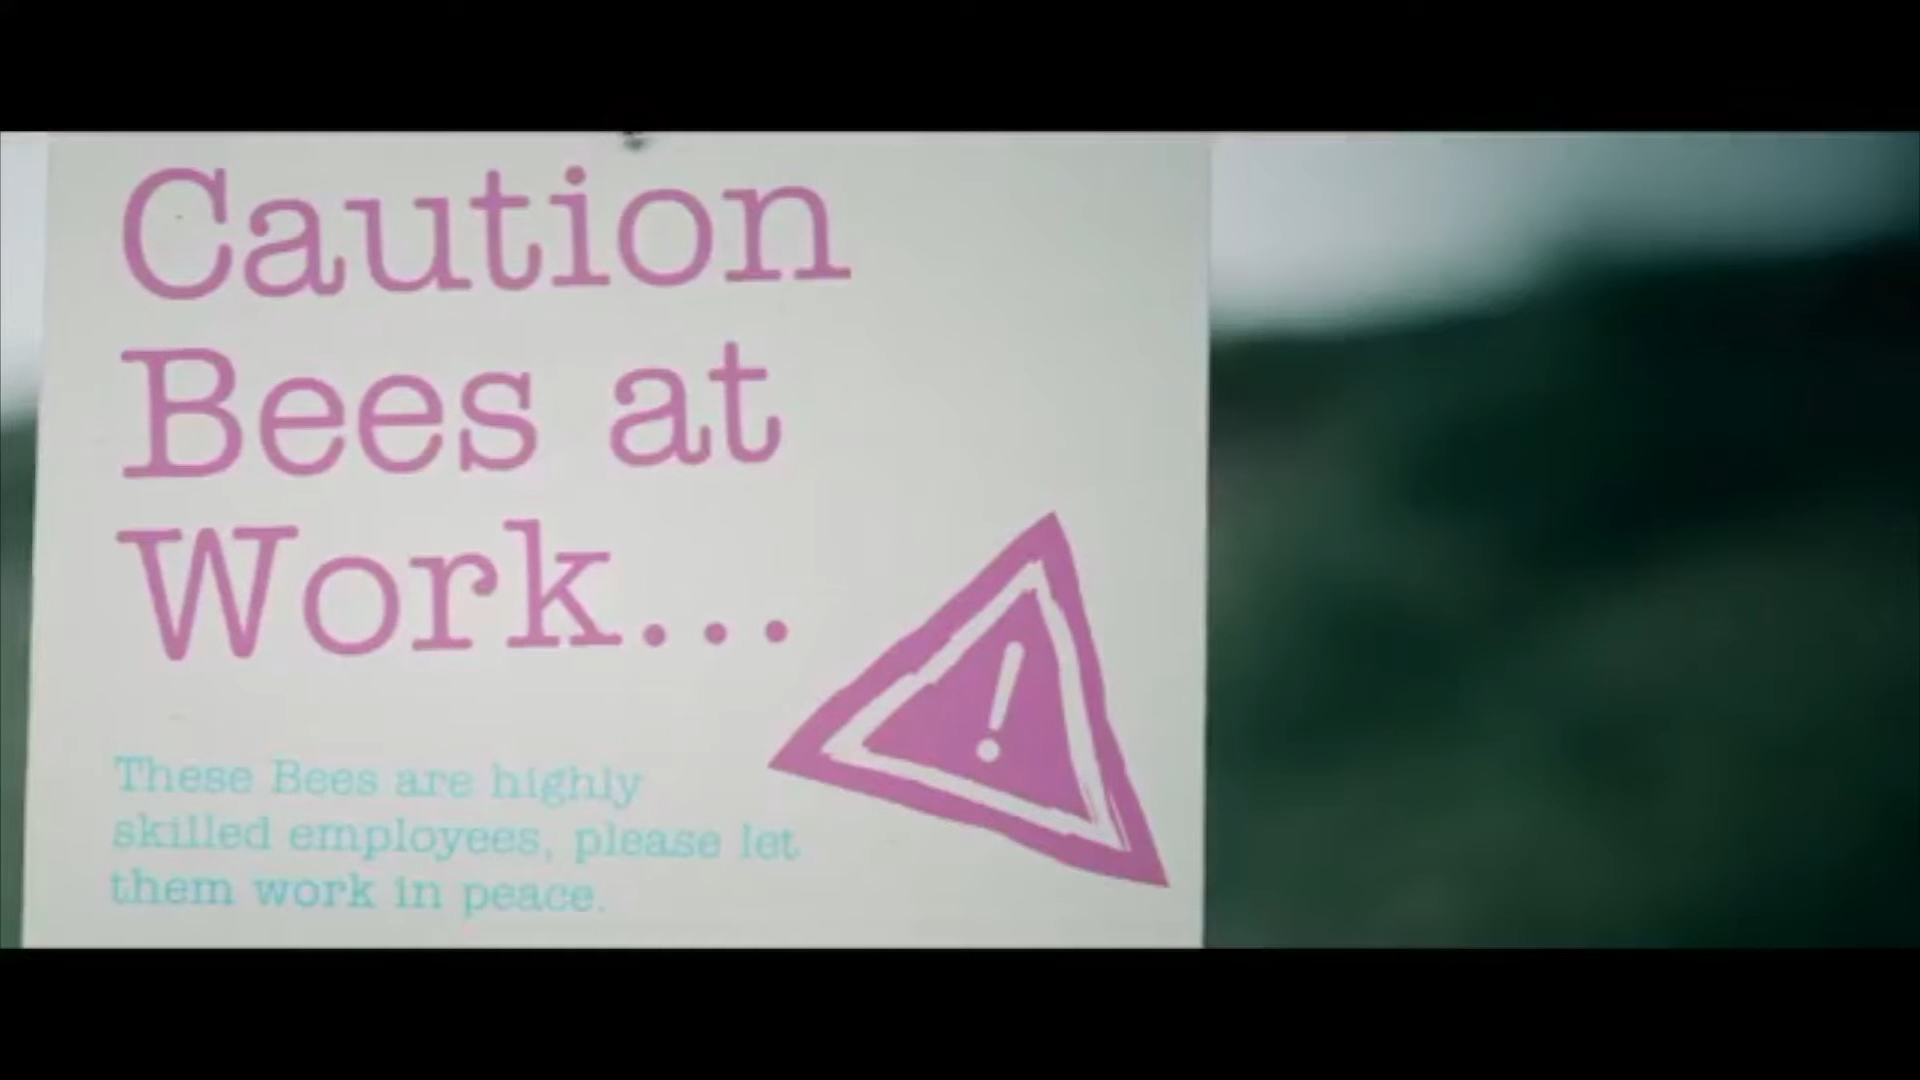 Caution
Bees at
Work...
!
These Bees are highly
skilled employees, please let
them work in peace.